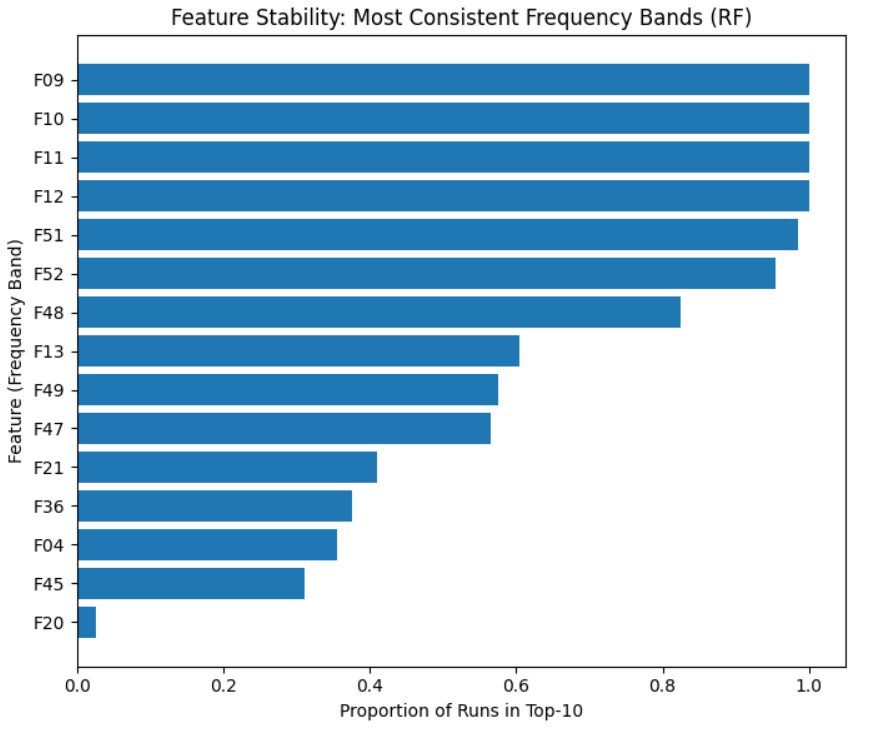 Feature Stability: Most Consistent Frequency Bands (RF)
Feature (Frequency Band)
F09
F10
F11
F12
F51
F52
F48
F13
F49
F47
F21
F36
F04
F45
F20
0.0 0.2 0.4 0.6 0.8 1.0
Proportion of Runs in Top-10